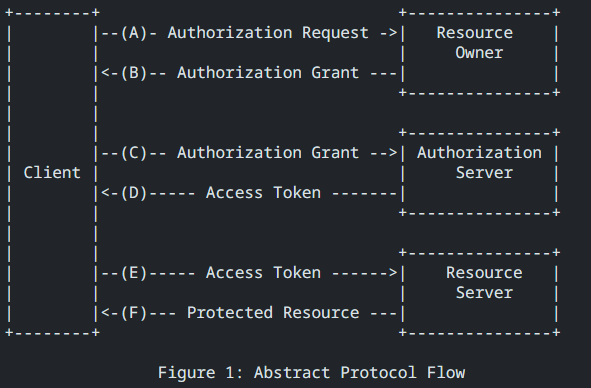 +--------+                               +---------------+
|        |--(A)- Authorization Request ->|   Resource    |
|        |                               |     Owner     |
|        |<-(B)-- Authorization Grant ---|               |
|        |                               +---------------+
|        |
|        |                               +---------------+
|        |--(C)-- Authorization Grant -->| Authorization |
| Client |                               |     Server    |
|        |<-(D)----- Access Token -------|               |
|        |                               +---------------+
|        |
|        |                               +---------------+
|        |--(E)----- Access Token ------>|    Resource   |
|        |                               |     Server    |
|        |<-(F)--- Protected Resource ---|               |
+--------+                               +---------------+
Figure 1: Abstract Protocol Flow